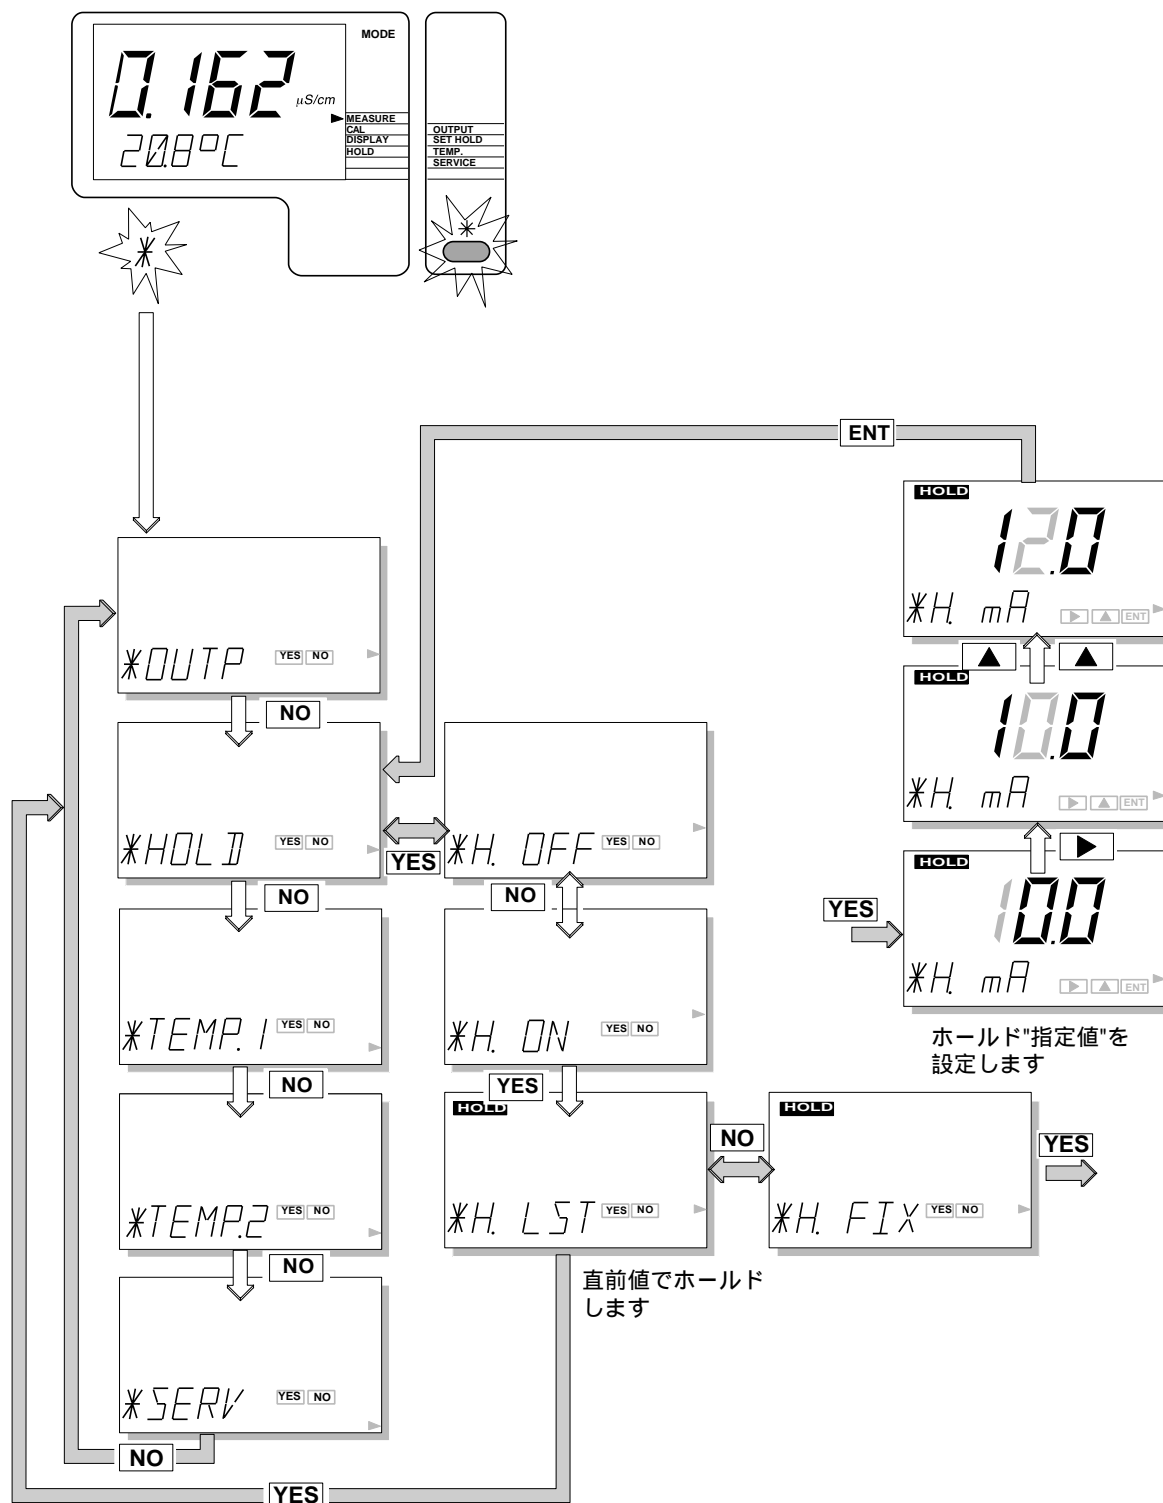 MODE
0.162 μS/cm
20.8°C
MEASURE
CAL
DISPLAY
HOLD
OUTPUT
SET HOLD
TEMP.
SERVICE
*
*
ENT
HOLD
12.0
*H. mA ENT
HOLD
10.0
*H. mA ENT
HOLD
10.0
*H. mA ENT
YES
ホールド"指定値"を
設定します
*OUTP YES NO
NO
*HOLD YES NO
YES
*H. OFF YES NO
NO
NO
*TEMP.1 YES NO
*H. ON YES NO
NO
YES
*TEMP.2 YES NO
HOLD
*H. LST YES NO
NO
HOLD
*H. FIX YES NO
YES
NO
直前値でホールド
します
*SERV YES NO
NO
YES